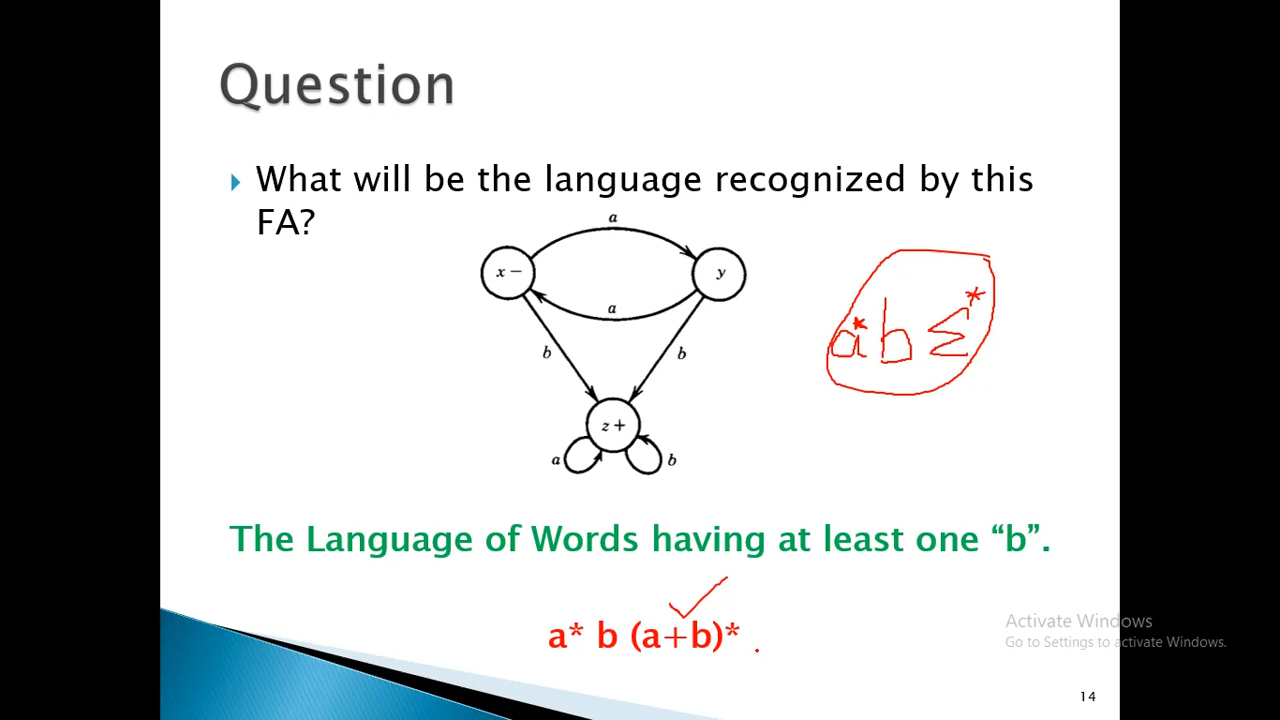 Question
What will be the language recognized by this
FA?
a
x −
y
a
b
b
z +
a
b
a* b Σ*
The Language of Words having at least one “b”.
a* b (a+b)* .
Activate Windows
Go to Settings to activate Windows.
14